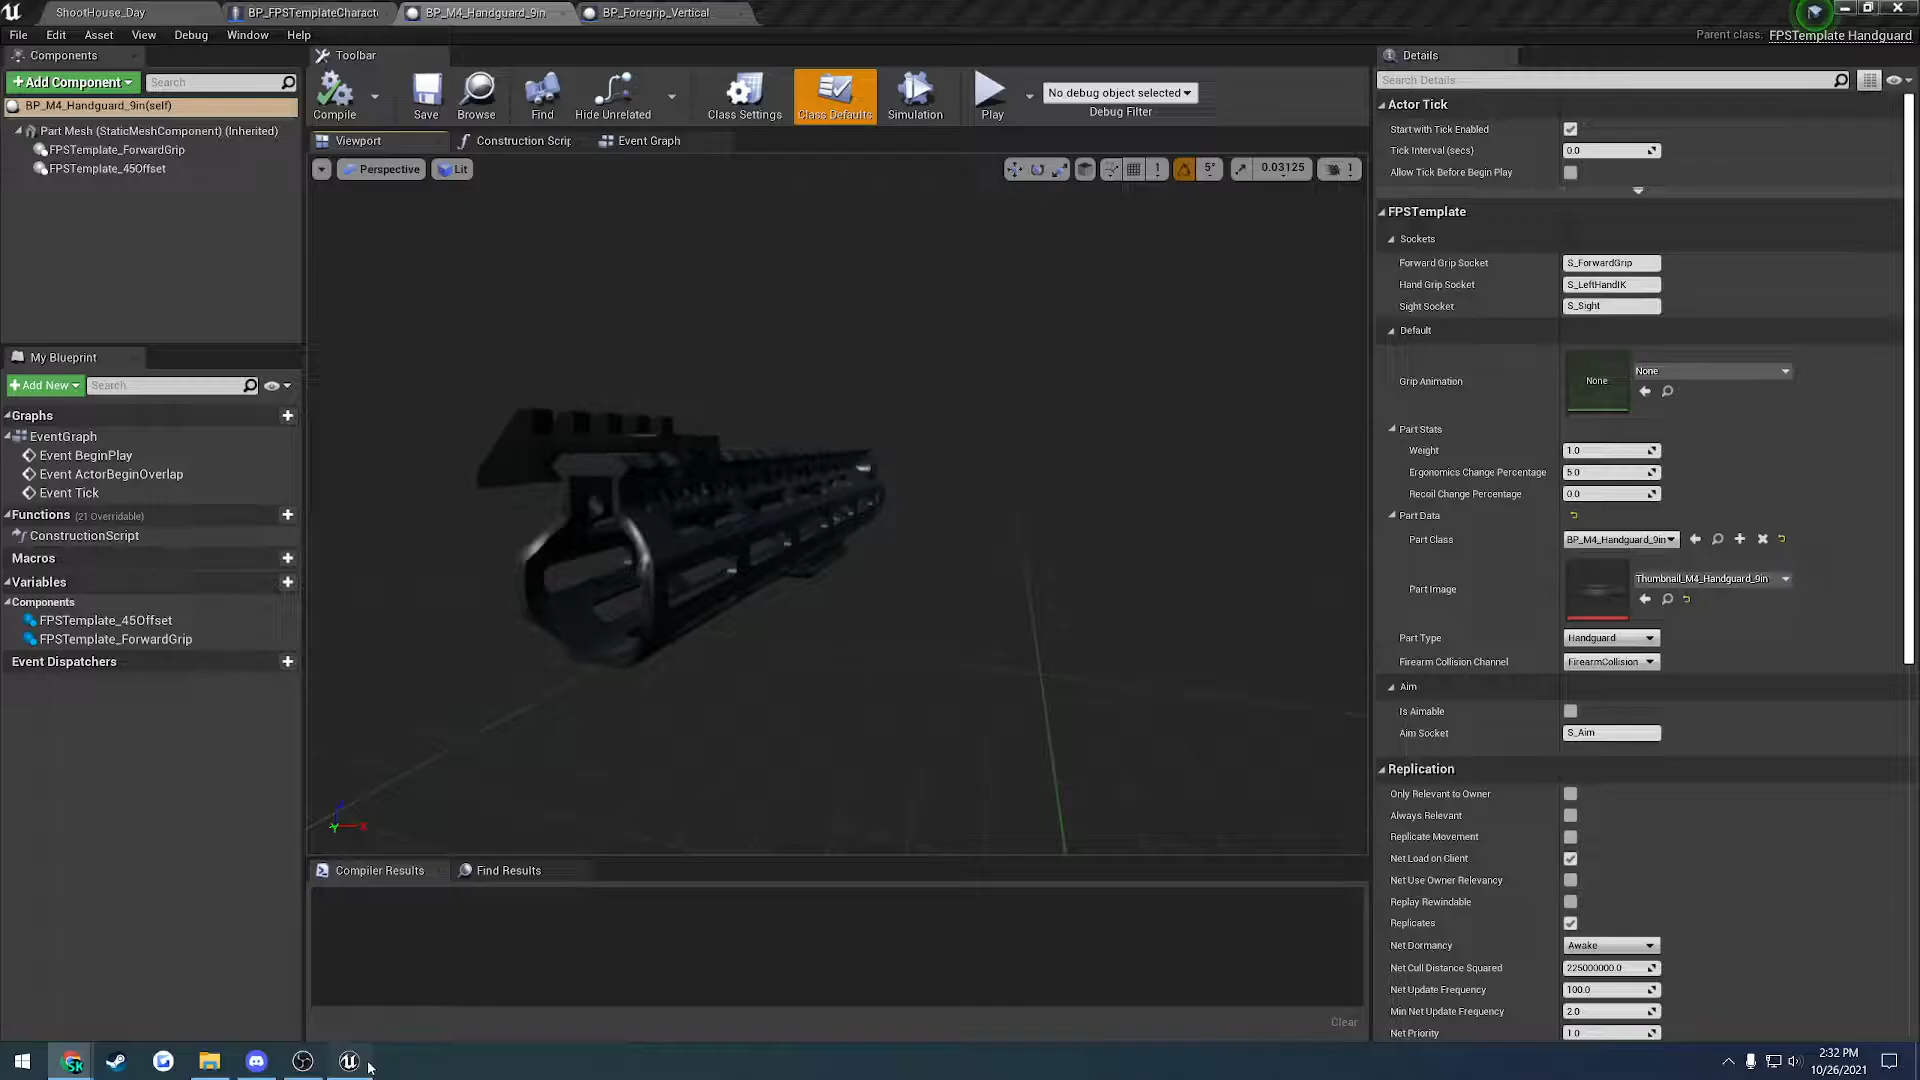 ShootHouse_Day
BP_FPSTemplateCharact
BP_M4_Handguard_9in
BP_Foregrip_Vertical
File Edit Asset View Debug Window Help
Parent class: FPSTemplate Handguard
Components
+Add Component
Search
BP_M4_Handguard_9in(self)
Part Mesh (StaticMeshComponent) (Inherited)
FPSTemplate_ForwardGrip
FPSTemplate_45Offset
My Blueprint
+Add New
Search
Graphs
EventGraph
Event BeginPlay
Event ActorBeginOverlap
Event Tick
Functions (21 Overridable)
ConstructionScript
Macros
Variables
Components
FPSTemplate_45Offset
FPSTemplate_ForwardGrip
Event Dispatchers
Toolbar
Compile
Save
Browse
Find
Hide Unrelated
Class Settings
Class Defaults
Simulation
Play
No debug object selected
Debug Filter
Viewport
Construction Scrip
Event Graph
Perspective
Lit
1
5°
0.03125
1
Compiler Results
Find Results
Clear
Details
Search Details
Actor Tick
Start with Tick Enabled
Tick Interval (secs) 0.0
Allow Tick Before Begin Play
FPSTemplate
Sockets
Forward Grip Socket S_ForwardGrip
Hand Grip Socket S_LeftHandIK
Sight Socket S_Sight
Default
Grip Animation None None
Part Stats
Weight 1.0
Ergonomics Change Percentage 5.0
Recoil Change Percentage 0.0
Part Data
Part Class BP_M4_Handguard_9in
Part Image Thumbnail_M4_Handguard_9in
Part Type Handguard
Firearm Collision Channel FirearmCollision
Aim
Is Aimable
Aim Socket S_Aim
Replication
Only Relevant to Owner
Always Relevant
Replicate Movement
Net Load on Client
Net Use Owner Relevancy
Replay Rewindable
Replicates
Net Dormancy Awake
Net Cull Distance Squared 225000000.0
Net Update Frequency 100.0
Min Net Update Frequency 2.0
Net Priority 1.0
2:32 PM
10/26/2021